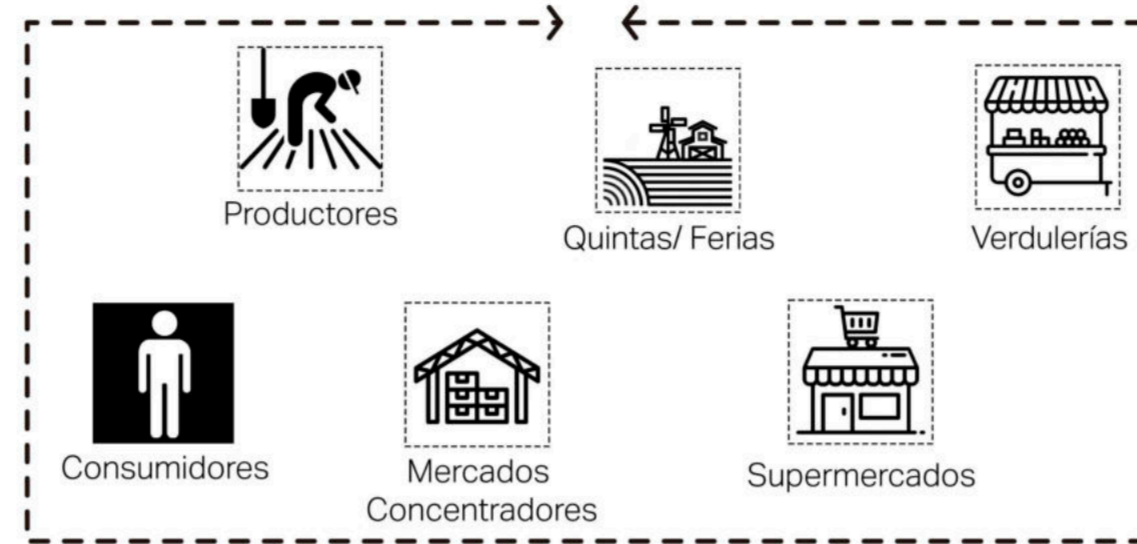 Productores
Quintas/ Ferias
Verdulerías
Consumidores
Mercados
Concentradores
Supermercados